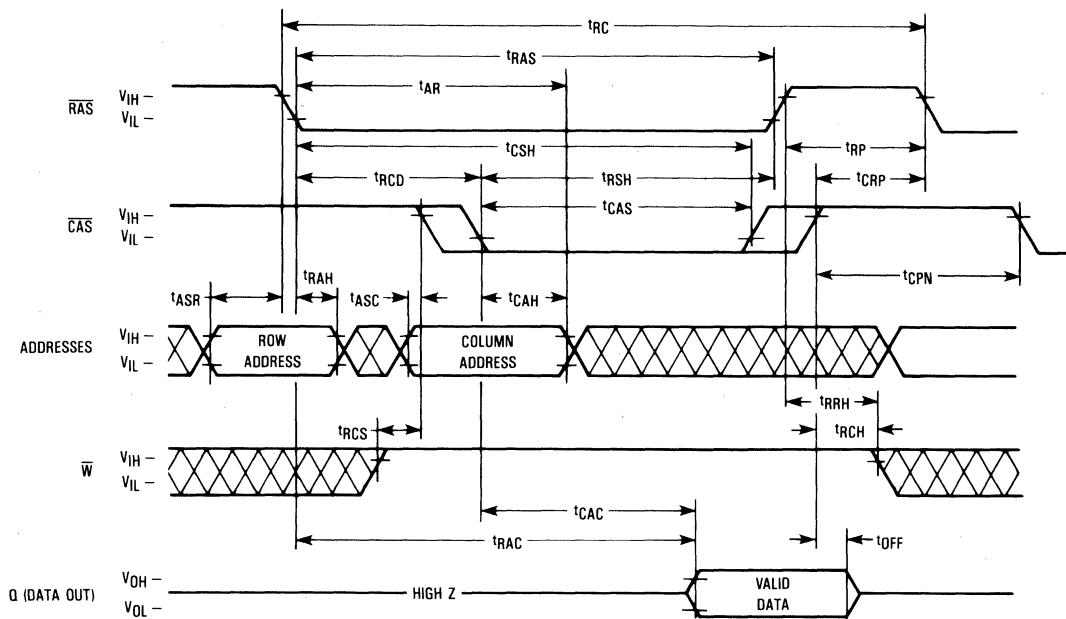 tRC
tRAS
tAR
RAS
VIH
VIL
tCSH
tRP
tRCD
tRSH
tCRP
CAS
VIH
VIL
tCAS
tCPN
tASR
tRAH
tASC
tCAH
ADDRESSES
VIH
VIL
ROW
ADDRESS
COLUMN
ADDRESS
tRRH
tRCS
tRCH
W
VIH
VIL
tCAC
tRAC
tOFF
Q (DATA OUT)
VOH
VOL
HIGH Z
VALID
DATA